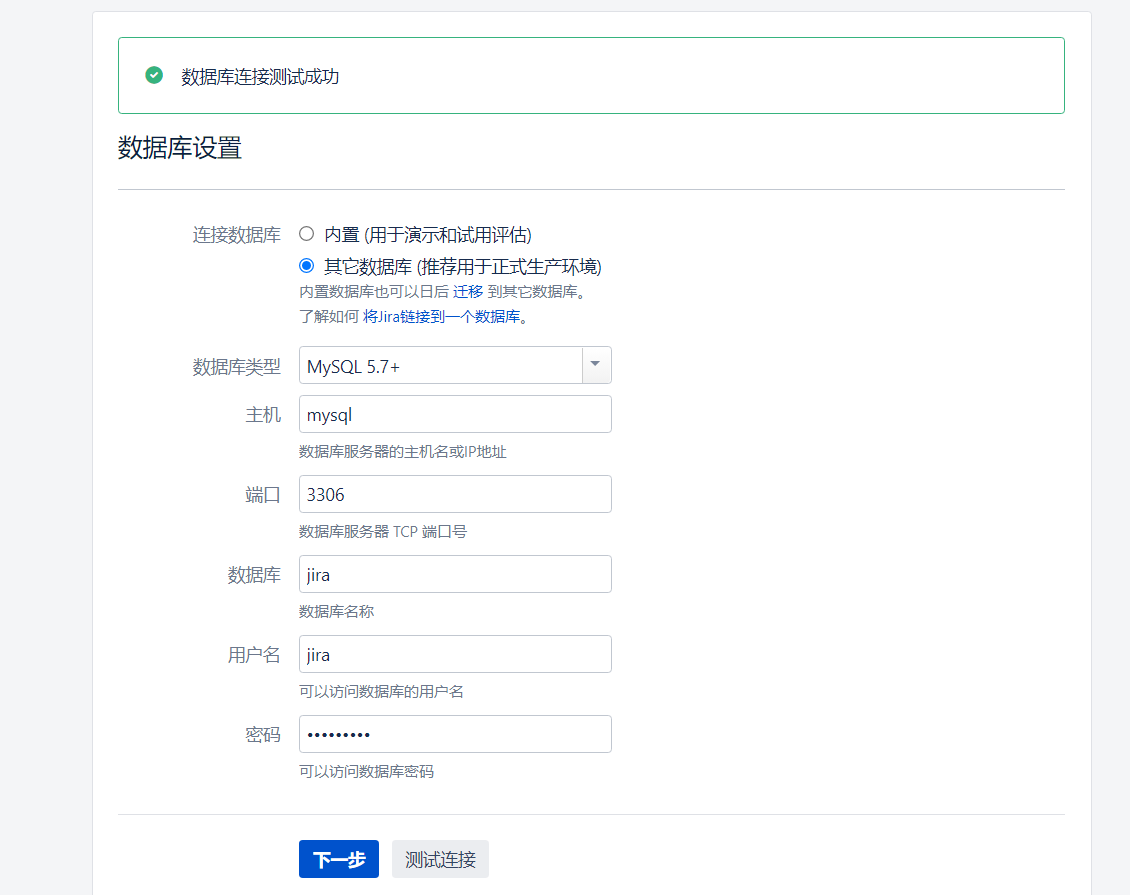 数据库连接测试成功
数据库设置
连接数据库
内置 (用于演示和试用评估)
其它数据库 (推荐用于正式生产环境)
内置数据库也可以日后 迁移 到其它数据库。
了解如何 将Jira链接到一个数据库。
数据库类型 MySQL 5.7+
主机 mysql
数据库服务器的主机名或IP地址
端口 3306
数据库服务器 TCP 端口号
数据库 jira
数据库名称
用户名 jira
可以访问数据库的用户名
密码 •••••••••
可以访问数据库密码
下一步 测试连接